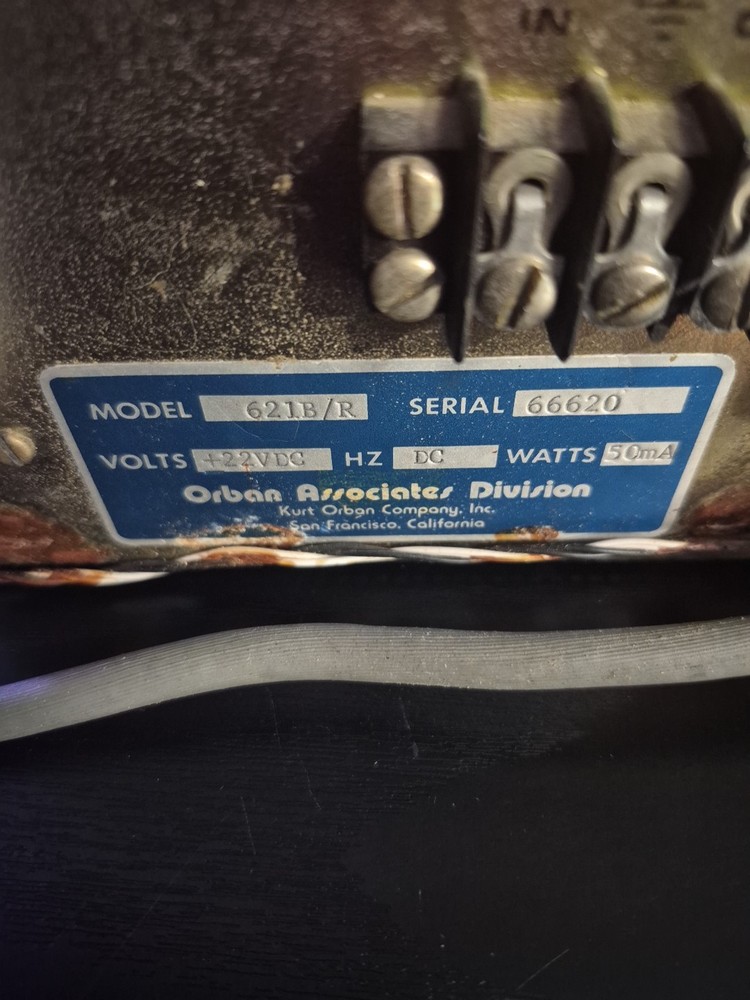 IN
MODEL 621B/R SERIAL 66620
VOLTS +22VDC HZ DC WATTS 50mA
Orban Associates Division
Kurt Orban Company, Inc.
San Francisco, California